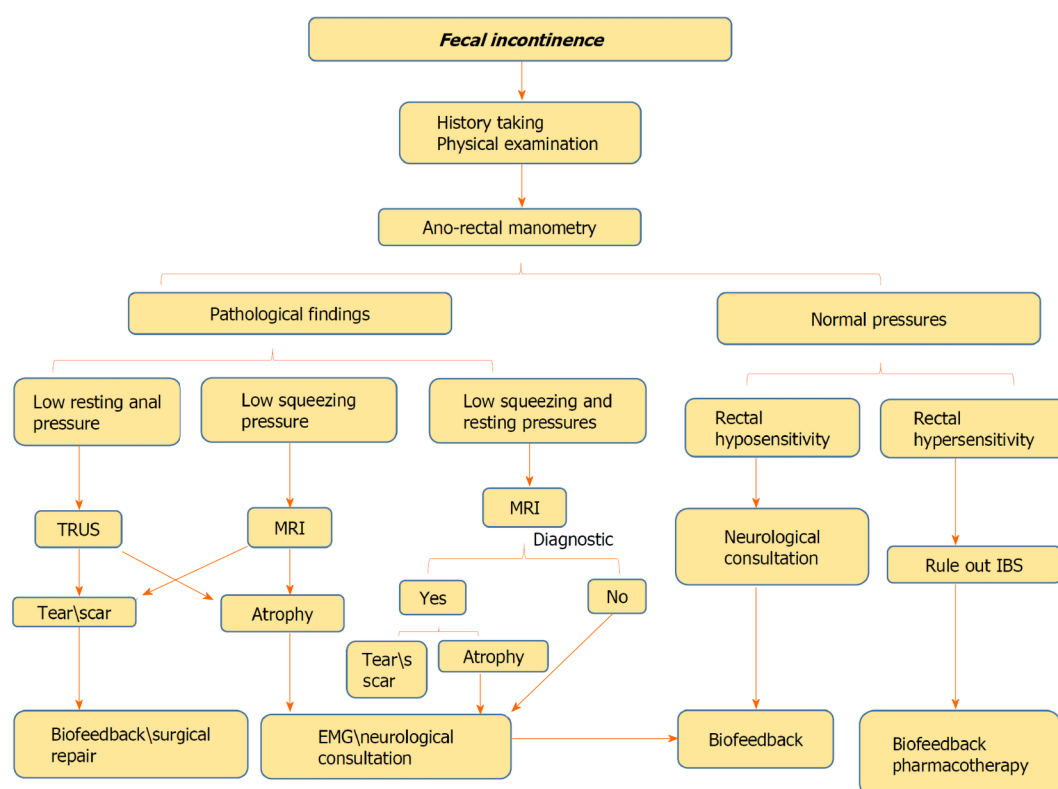 Fecal incontinence
History taking
Physical examination
Ano-rectal manometry
Pathological findings
Normal pressures
Low resting anal
pressure
Low squeezing
pressure
Low squeezing and
resting pressures
Rectal
hyposensitivity
Rectal
hypersensitivity
TRUS
MRI
MRI
Diagnostic
Neurological
consultation
Rule out IBS
Yes
No
Tear\scar
Atrophy
Tear\s
scar
Atrophy
Biofeedback\surgical
repair
EMG\neurological
consultation
Biofeedback
Biofeedback
pharmacotherapy